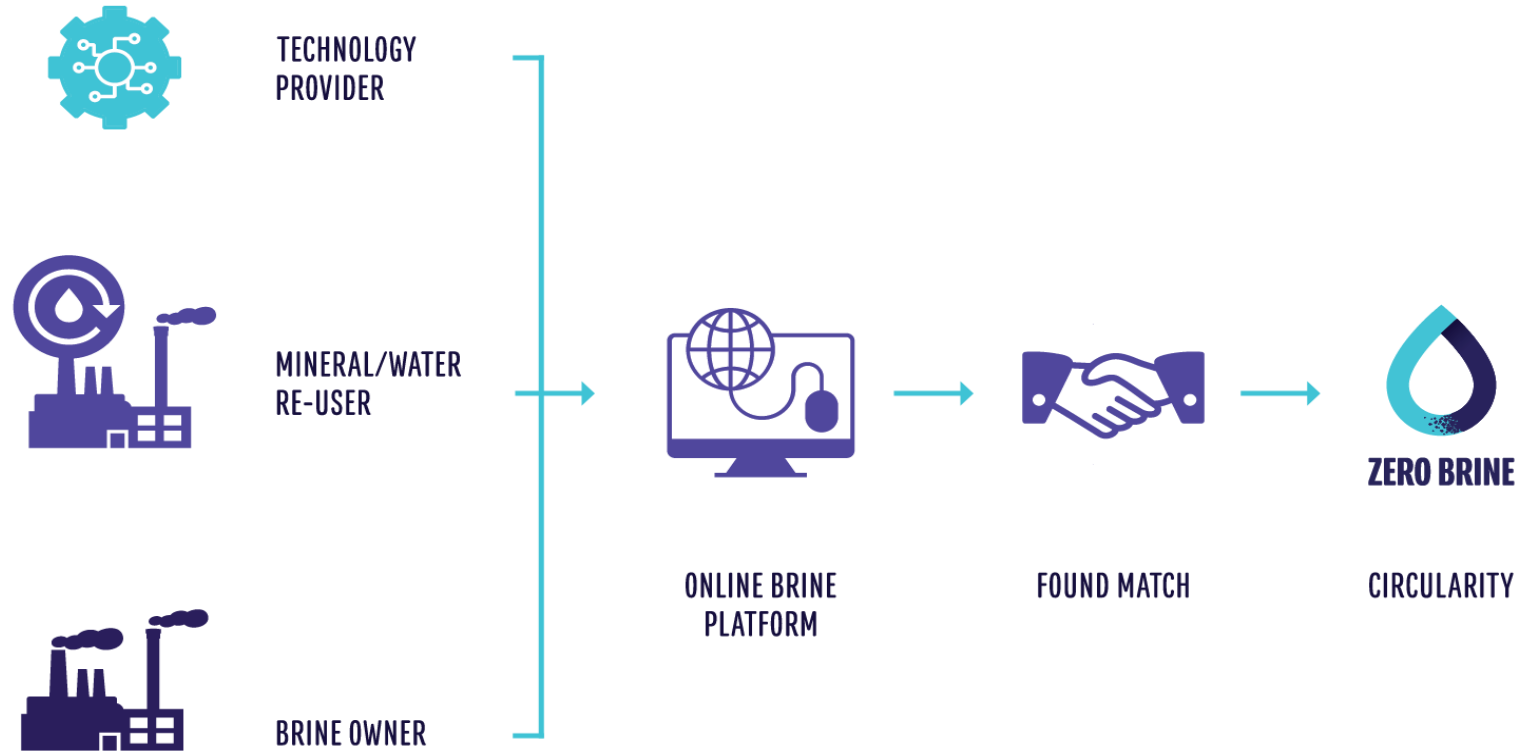 TECHNOLOGY
PROVIDER
MINERAL/WATER
RE-USER
BRINE OWNER
ONLINE BRINE
PLATFORM
FOUND MATCH
ZERO BRINE
CIRCULARITY